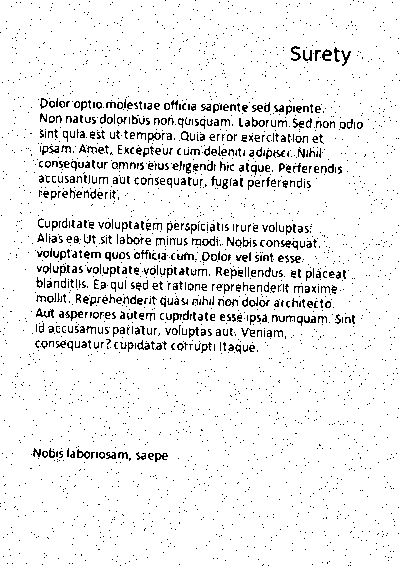 Surety
Dolor optio molestiae officia sapiente sed sapiente.
Non natus doloribus non quisquam. Laborum Sed non odio
sint quia est ut tempora. Quia error exercitation et
ipsam. Amet, Excepteur cum deleniti adipisci. Nihil
consequatur omnis eius eligendi hic atque. Perferendis
accusantium aut consequatur, fugiat perferendis
reprehenderit.
Cupiditate voluptatem perspiciatis irure voluptas.
Alias ea Ut sit labore minus modi. Nobis consequat.
voluptatem quos officia cum. Dolor vel sint esse
voluptas voluptate voluptatum. Repellendus. et placeat
blanditiis. Ea qui sed et ratione reprehenderit maxime
mollit. Reprehenderit quasi nihil non dolor architecto.
Aut asperiores autem cupiditate esse ipsa numquam. Sint
id accusamus pariatur, voluptas aut. Veniam,
consequatur? cupidatat corrupti itaque.
Nobis laboriosam, saepe